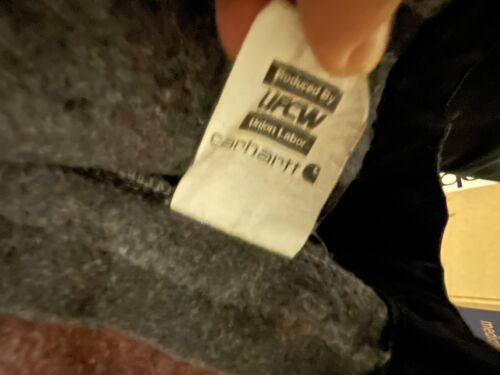 Produced By
UFCW
Union Labor
carhartt